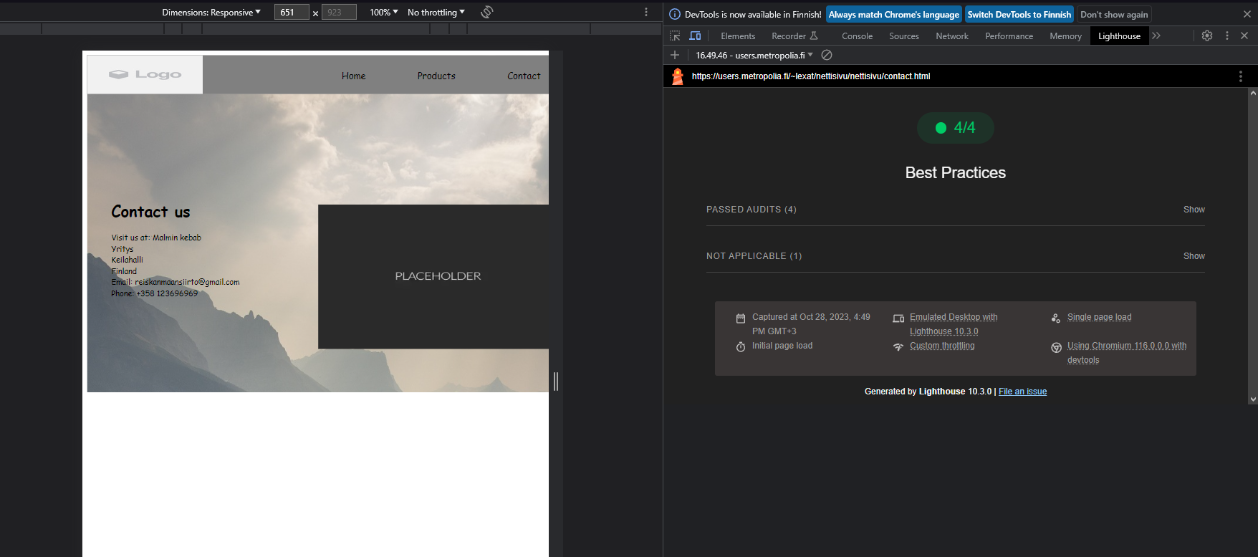 Dimensions: Responsive 651 x 923 100% No throttling
Logo
Home Products Contact
Contact us
Visit us at: Malmin kebab
Yritys
Keilahalli
Finland
Email: reiskanmaansiirto@gmail.com
Phone: +358 123696969
PLACEHOLDER
DevTools is now available in Finnish! Always match Chrome's language Switch DevTools to Finnish Don't show again
Elements Recorder Console Sources Network Performance Memory Lighthouse
16.49.46 - users.metropolia.fi
https://users.metropolia.fi/~lexat/nettisivu/nettisivu/contact.html
4/4
Best Practices
PASSED AUDITS (4) Show
NOT APPLICABLE (1) Show
Captured at Oct 28, 2023, 4:49
PM GMT+3
Initial page load
Emulated Desktop with
Lighthouse 10.3.0
Custom throttling
Single page load
Using Chromium 116.0.0.0 with
devtools
Generated by Lighthouse 10.3.0 | File an issue